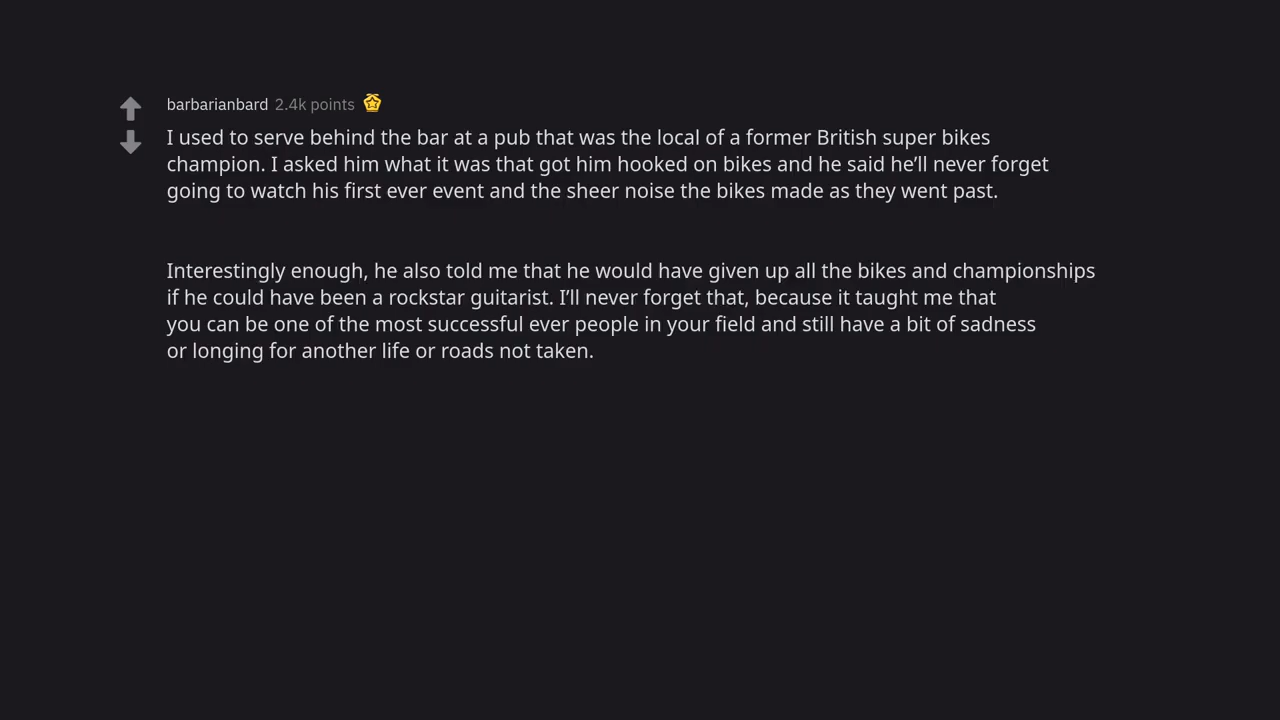 barbarianbard 2.4k points
I used to serve behind the bar at a pub that was the local of a former British super bikes
champion. I asked him what it was that got him hooked on bikes and he said he’ll never forget
going to watch his first ever event and the sheer noise the bikes made as they went past.
Interestingly enough, he also told me that he would have given up all the bikes and championships
if he could have been a rockstar guitarist. I’ll never forget that, because it taught me that
you can be one of the most successful ever people in your field and still have a bit of sadness
or longing for another life or roads not taken.